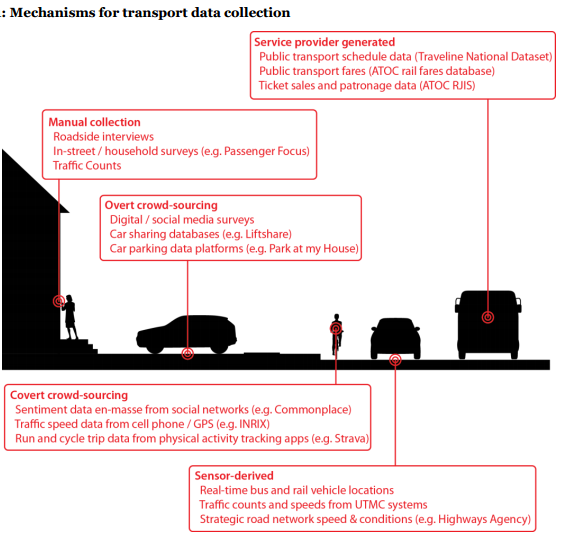 : Mechanisms for transport data collection
Service provider generated
Public transport schedule data (Traveline National Dataset)
Public transport fares (ATOC rail fares database)
Ticket sales and patronage data (ATOC RJIS)
Manual collection
Roadside interviews
In-street / household surveys (e.g. Passenger Focus)
Traffic Counts
Overt crowd-sourcing
Digital / social media surveys
Car sharing databases (e.g. Liftshare)
Car parking data platforms (e.g. Park at my House)
Covert crowd-sourcing
Sentiment data en-masse from social networks (e.g. Commonplace)
Traffic speed data from cell phone / GPS (e.g. INRIX)
Run and cycle trip data from physical activity tracking apps (e.g. Strava)
Sensor-derived
Real-time bus and rail vehicle locations
Traffic counts and speeds from UTMC systems
Strategic road network speed & conditions (e.g. Highways Agency)